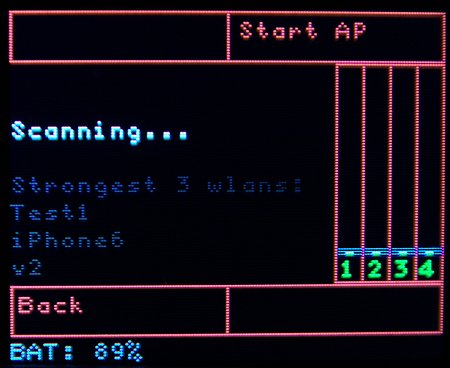 Start AP
Scanning...
Strongest 3 wlans:
Test1
iPhone6
v2
1 2 3 4
Back
BAT: 89%